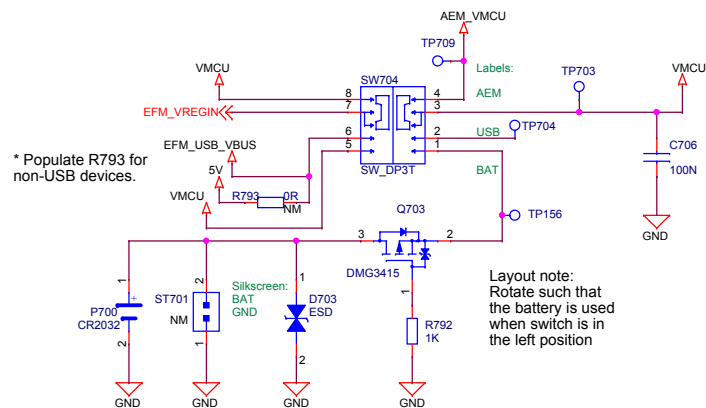 AEM_VMCU
TP709
VMCU
SW704
Labels:
TP703
VMCU
8
4
AEM
EFM_VREGIN
7
3
6
2
USB
TP704
EFM_USB_VBUS
5
1
C706
* Populate R793 for
non-USB devices.
SW_DP3T
BAT
100N
5V
R793
0R
NM
VMCU
GND
Q703
TP156
3
2
DMG3415
Layout note:
Rotate such that
the battery is used
when switch is in
the left position
1
2
Silkscreen:
BAT
GND
1
1
P700
+
CR2032
ST701
NM
D703
ESD
R792
1K
2
1
2
GND
GND
GND
GND